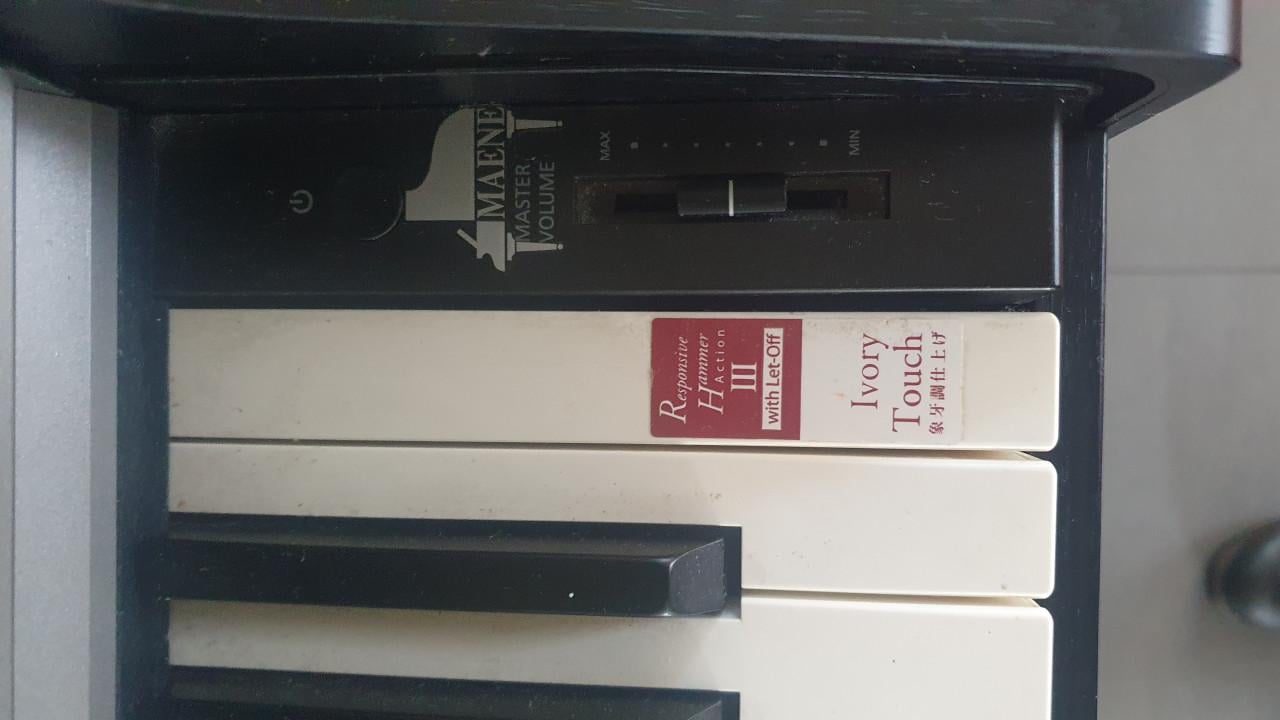 MAENE
MASTER
VOLUME
MAX
MIN
Responsive
Hammer
Action
III
with Let-Off
Ivory
Touch
象牙調仕上げ